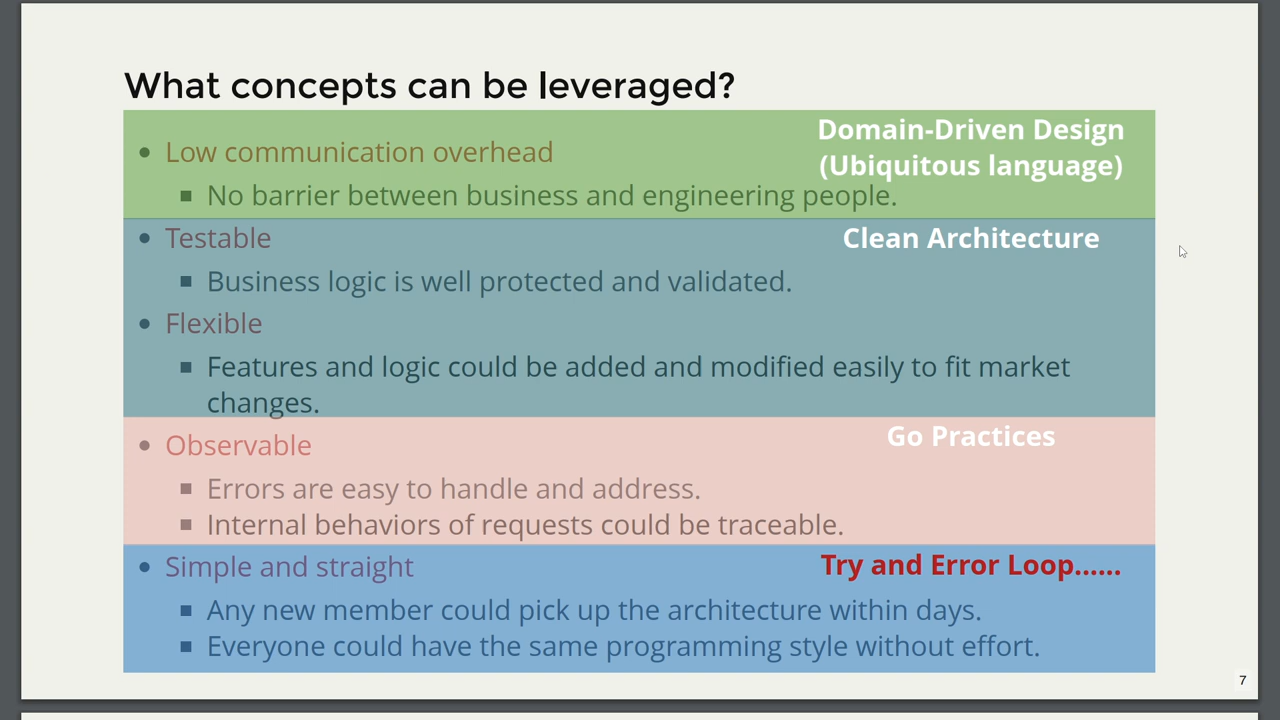 What concepts can be leveraged?
Domain-Driven Design
(Ubiquitous language)
• Low communication overhead
▪ No barrier between business and engineering people.
• Testable
Clean Architecture
▪ Business logic is well protected and validated.
• Flexible
▪ Features and logic could be added and modified easily to fit market
changes.
• Observable
Go Practices
▪ Errors are easy to handle and address.
▪ Internal behaviors of requests could be traceable.
• Simple and straight
Try and Error Loop......
▪ Any new member could pick up the architecture within days.
▪ Everyone could have the same programming style without effort.
7